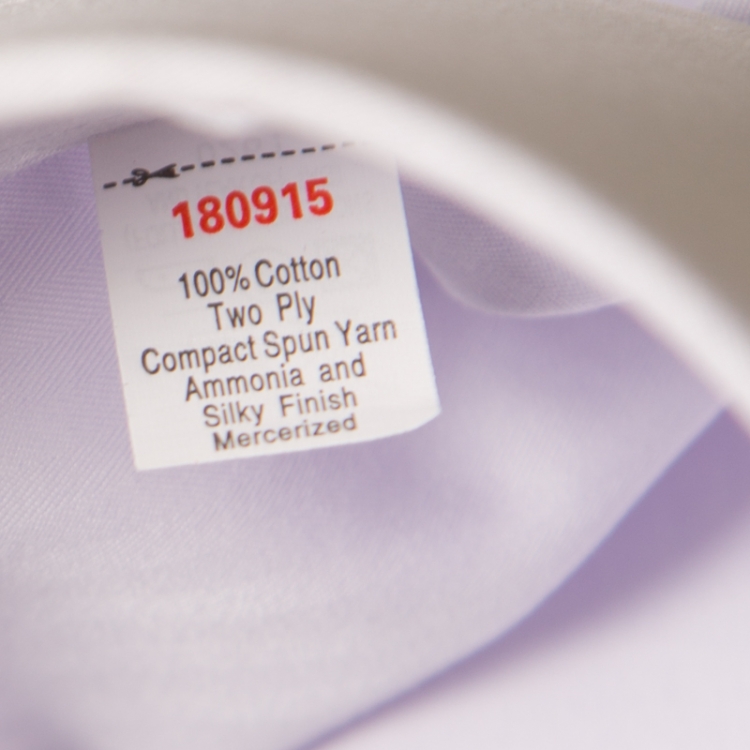 180915
100% Cotton
Two Ply
Compact Spun Yarn
Ammonia and
Silky Finish
Mercerized